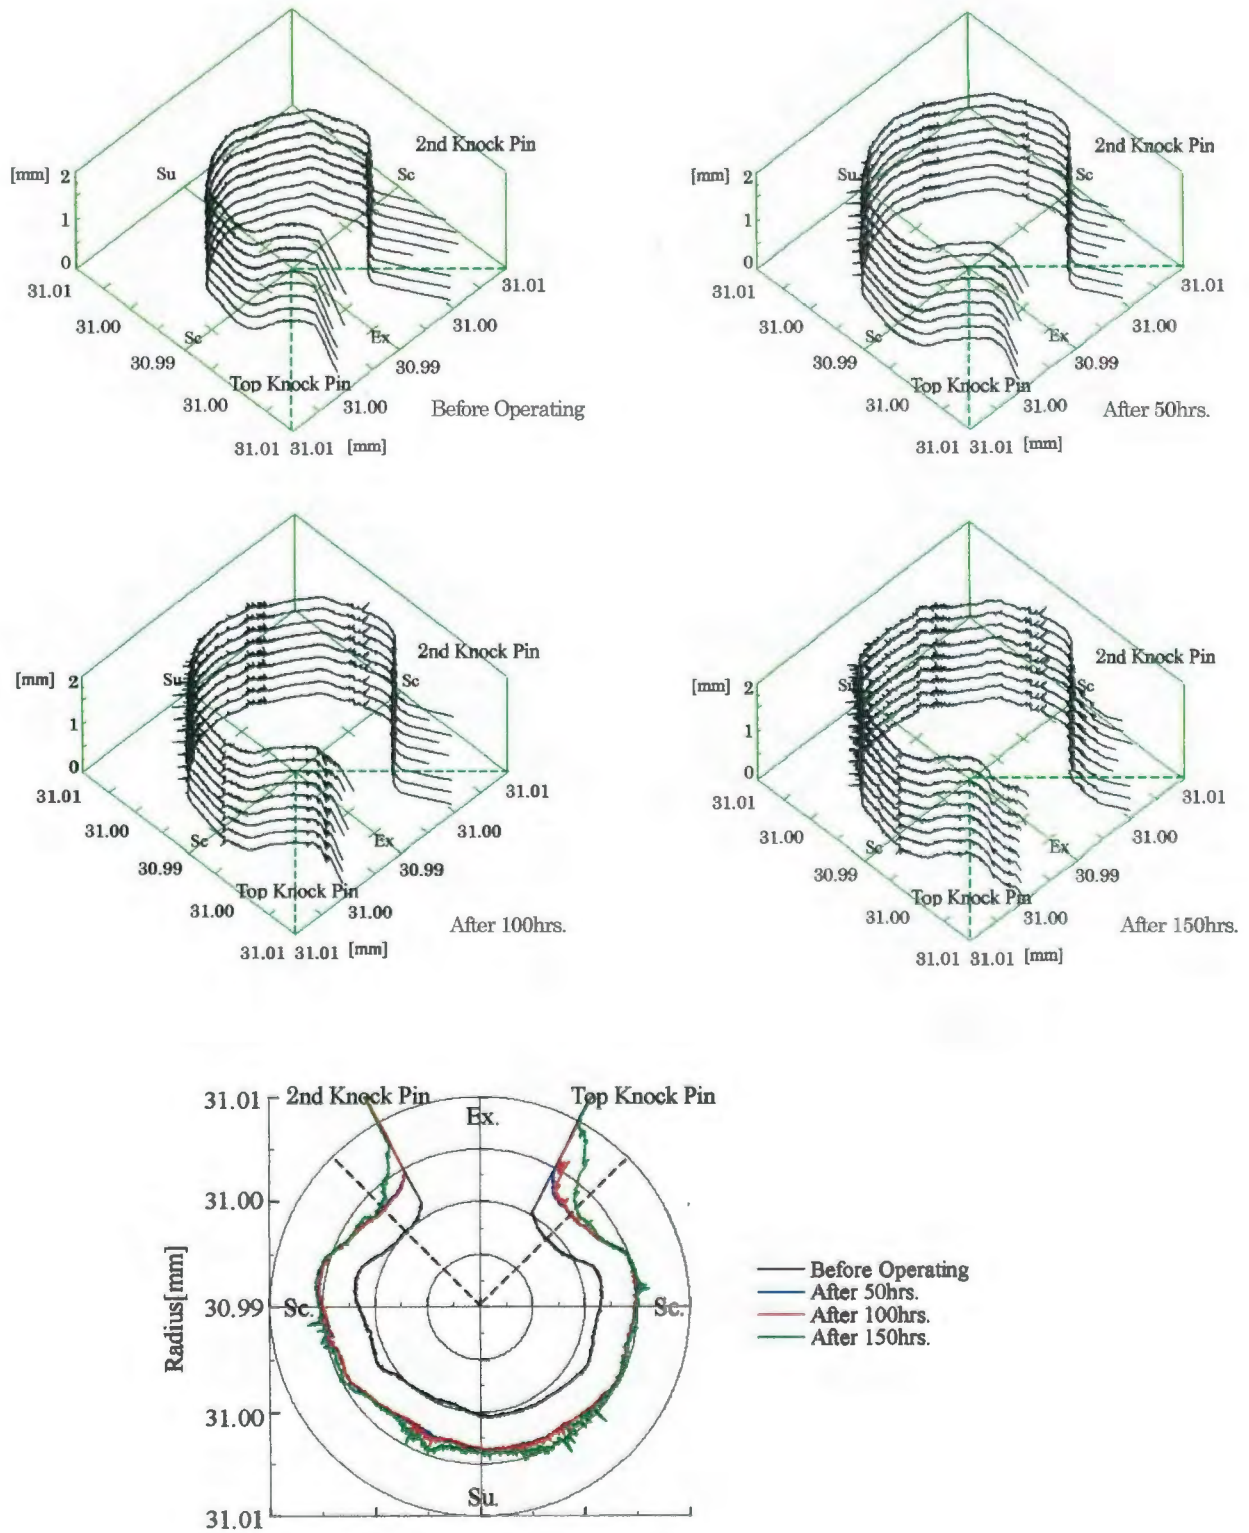 2nd Knock Pin
[mm] 2
Su
Sc
1
0
31.01
31.01
31.00
31.00
Sc
Ex
30.99
30.99
Top Knock Pin
31.00
31.00
Before Operating
31.01 31.01 [mm]
2nd Knock Pin
[mm] 2
Su
Sc
1
0
31.01
31.01
31.00
31.00
Sc
Ex
30.99
30.99
Top Knock Pin
31.00
31.00
After 50hrs.
31.01 31.01 [mm]
2nd Knock Pin
[mm] 2
Su
Sc
1
0
31.01
31.01
31.00
31.00
Sc
Ex
30.99
30.99
Top Knock Pin
31.00
31.00
After 100hrs.
31.01 31.01 [mm]
2nd Knock Pin
[mm] 2
Su
Sc
1
0
31.01
31.01
31.00
31.00
Sc
Ex
30.99
30.99
Top Knock Pin
31.00
31.00
After 150hrs.
31.01 31.01 [mm]
31.01
2nd Knock Pin
Top Knock Pin
Ex.
31.00
Radius[mm]
30.99
Sc.
Sc.
31.00
Su.
31.01
Before Operating
After 50hrs.
After 100hrs.
After 150hrs.